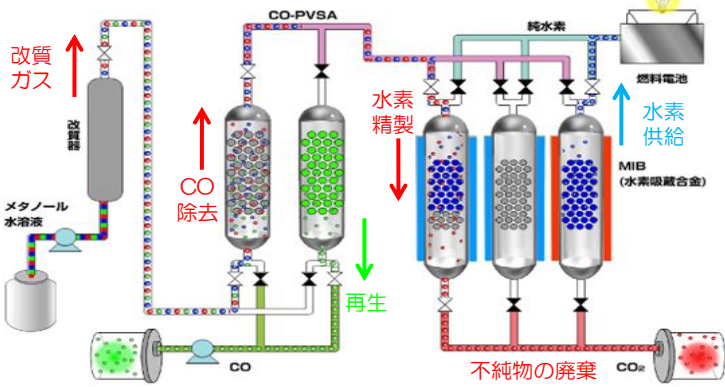 CO-PVSA
改質
ガス
純水素
燃料電池
水素
精製
水素
供給
改質器
CO
除去
MIB
(水素吸蔵合金)
メタノール
水溶液
再生
CO
不純物の廃棄
CO₂